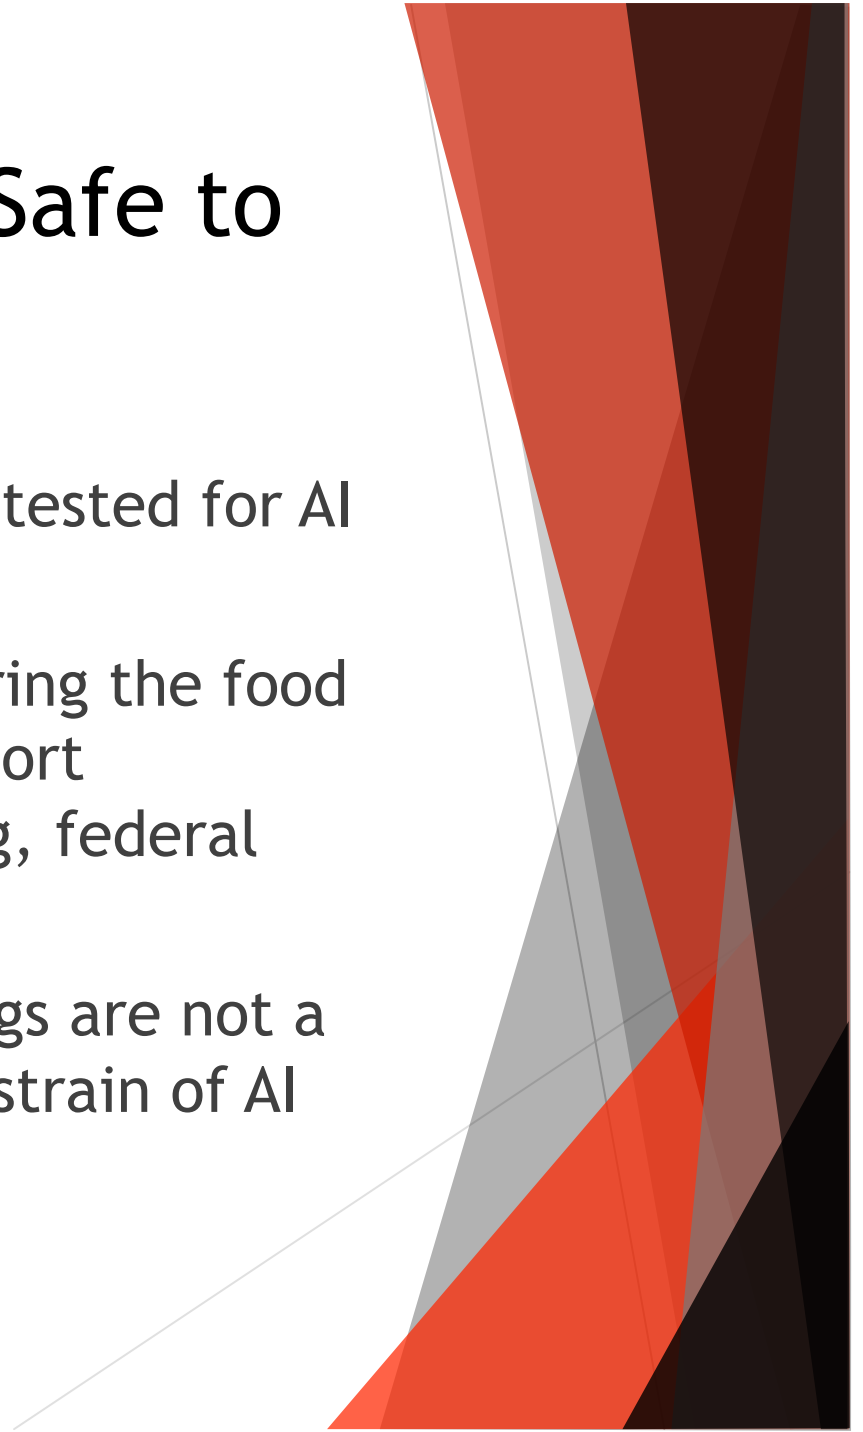 Safe to
tested for AI
ring the food
ort
g, federal
gs are not a
strain of AI